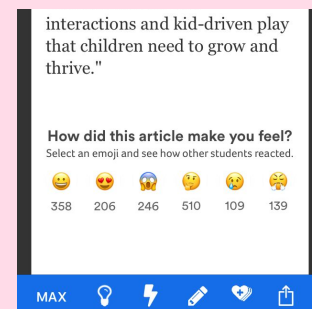 interactions and kid-driven play
that children need to grow and
thrive."
How did this article make you feel?
Select an emoji and see how other students reacted.
358 206 246 510 109 139
MAX